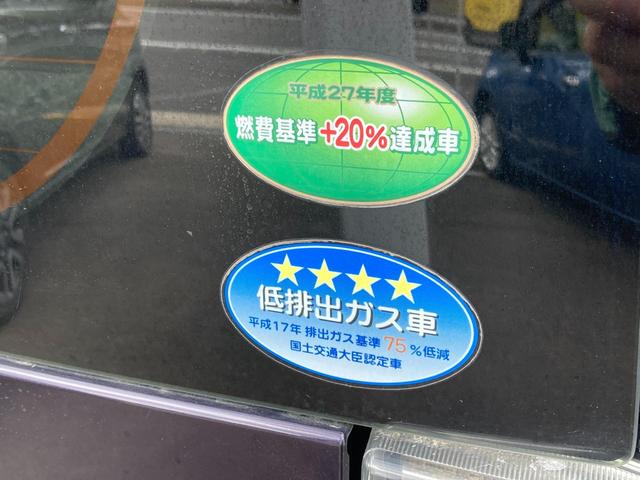 平成27年度
燃費基準+20%達成車
低排出ガス車
平成17年 排出ガス基準75%低減
国土交通大臣認定車